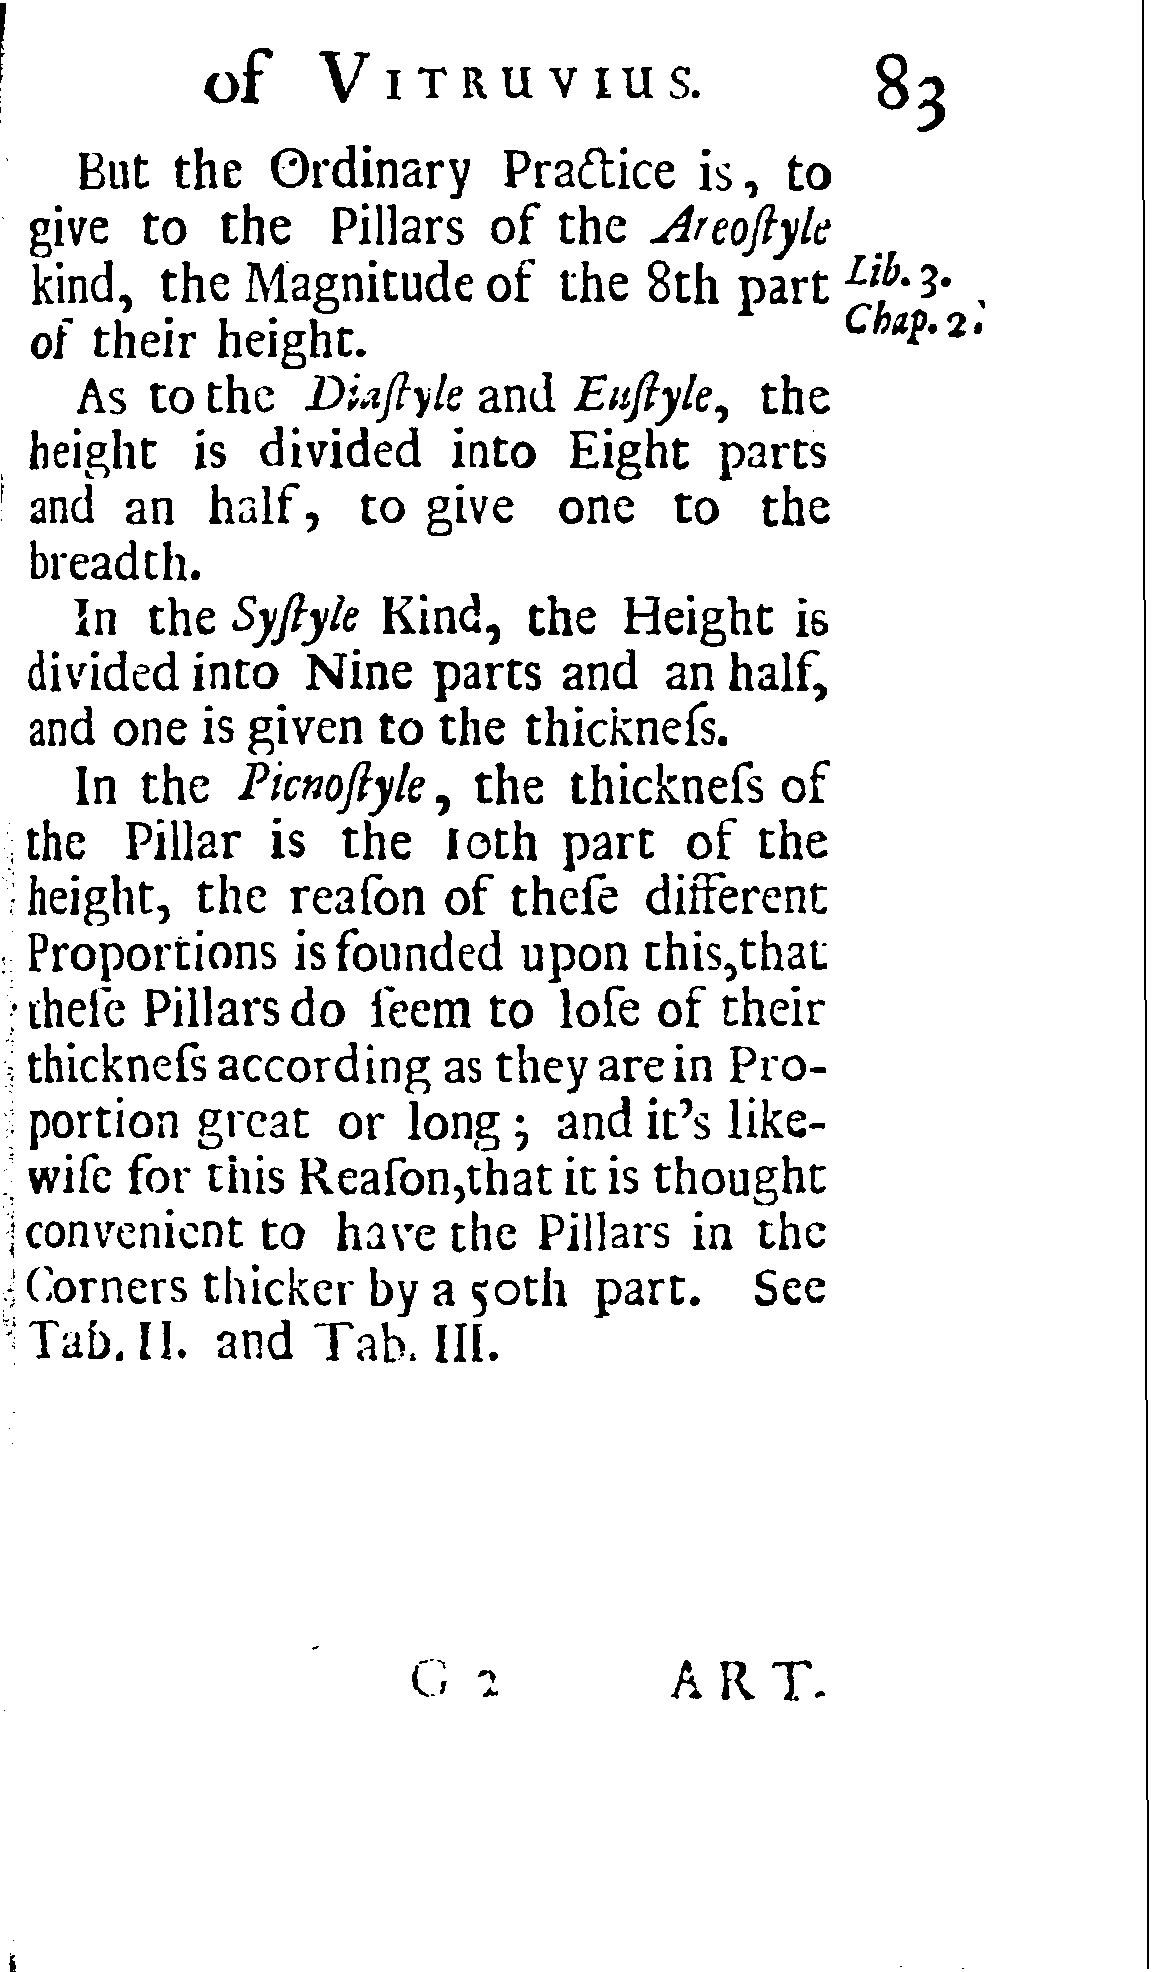 of VITRUVIUS. 83
But the Ordinary Practice is, to
give to the Pillars of the Areoſtyle
kind, the Magnitude of the 8th part
Lib. 3.
Chap. 2.
of their height.
As to the Diaſtyle and Euſtyle, the
height is divided into Eight parts
and an half, to give one to the
breadth.
In the Syſtyle Kind, the Height is
divided into Nine parts and an half,
and one is given to the thickneſs.
In the Picnoſtyle, the thickneſs of
the Pillar is the 10th part of the
height, the reaſon of theſe different
Proportions is founded upon this,that
theſe Pillars do ſeem to loſe of their
thickneſs according as they are in Pro-
portion great or long; and it's like-
wiſe for this Reaſon,that it is thought
convenient to have the Pillars in the
Corners thicker by a 50th part. See
Tab. II. and Tab. III.
G 2 ART.